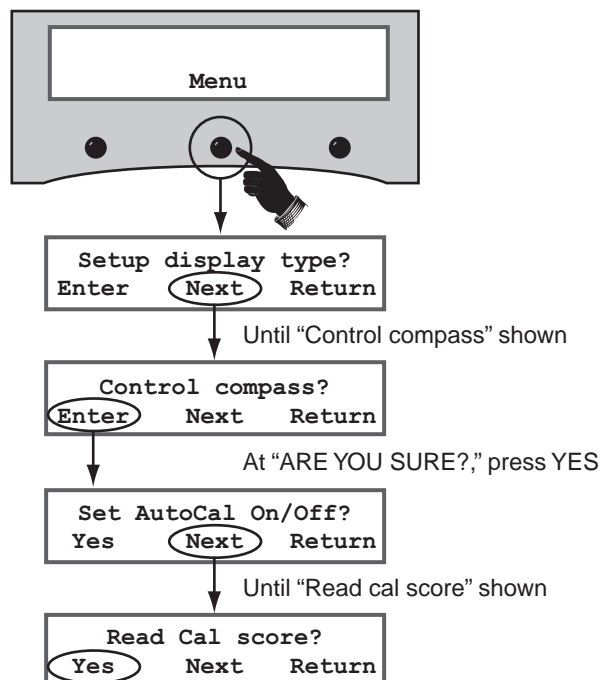 Menu
Setup display type?
Enter Next Return
Until “Control compass” shown
Control compass?
Enter Next Return
At “ARE YOU SURE?,” press YES
Set AutoCal On/Off?
Yes Next Return
Until “Read cal score” shown
Read Cal score?
Yes Next Return